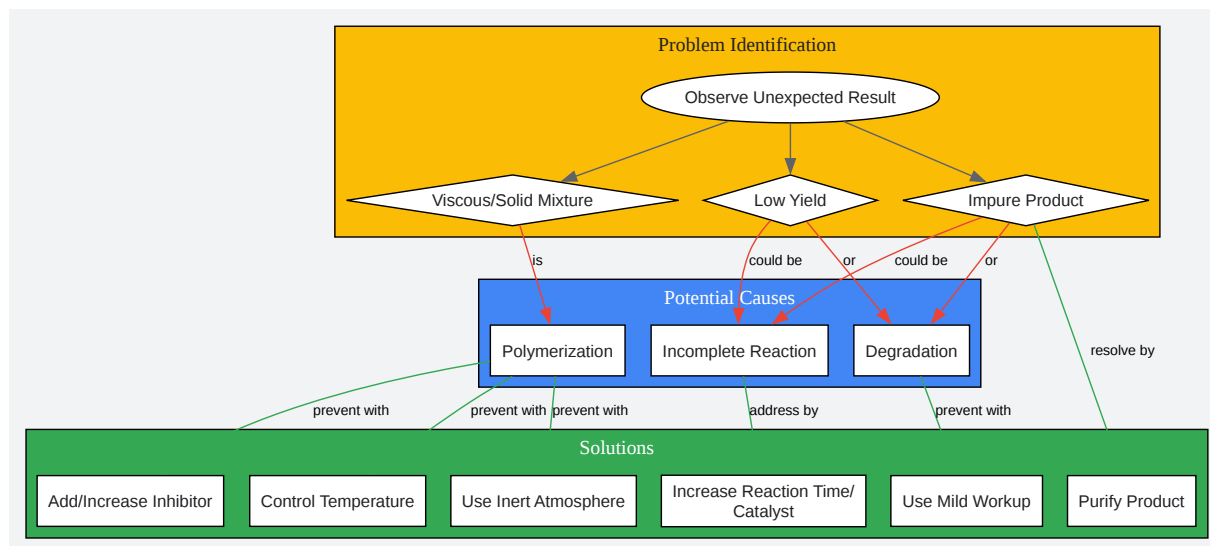 Problem Identification
Observe Unexpected Result
Viscous/Solid Mixture
Low Yield
Impure Product
is
could be
or
could be
or
Potential Causes
Polymerization
Incomplete Reaction
Degradation
resolve by
prevent with
prevent with
prevent with
address by
prevent with
Solutions
Add/Increase Inhibitor
Control Temperature
Use Inert Atmosphere
Increase Reaction Time/
Catalyst
Use Mild Workup
Purify Product